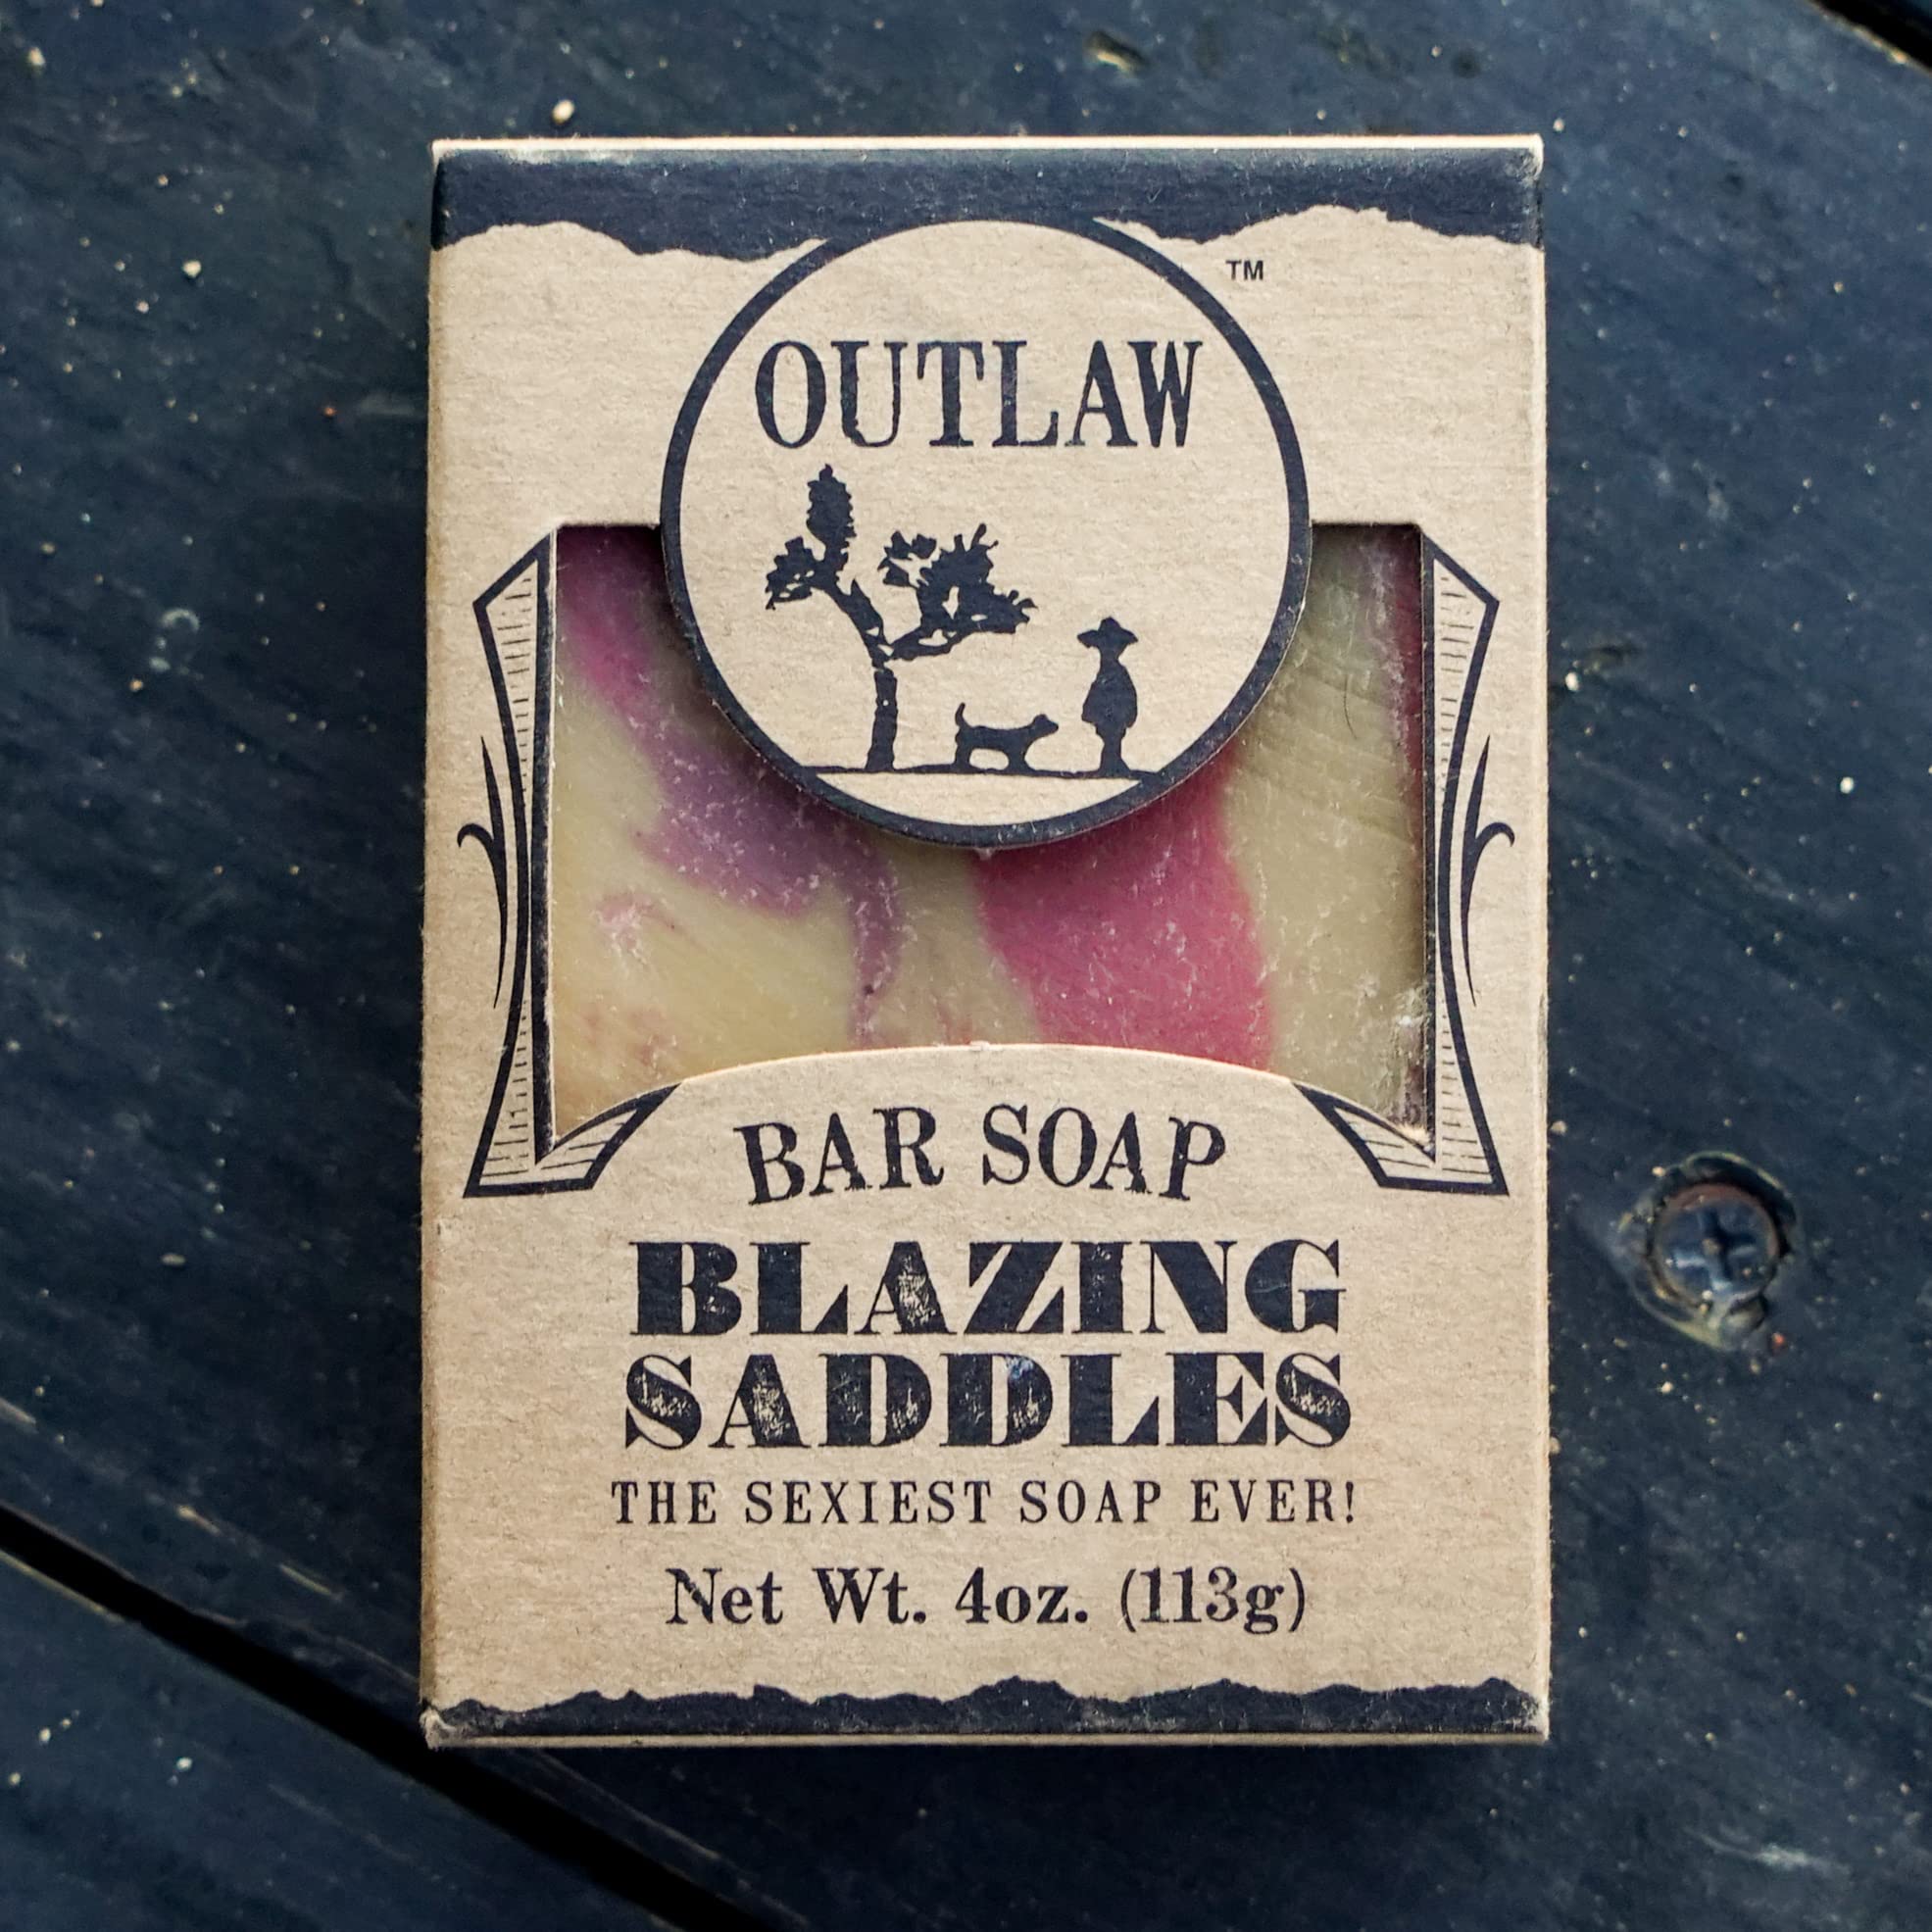 OUTLAW
TM
BAR SOAP
BLAZING
SADDLES
THE SEXIEST SOAP EVER!
Net Wt. 4oz. (113g)